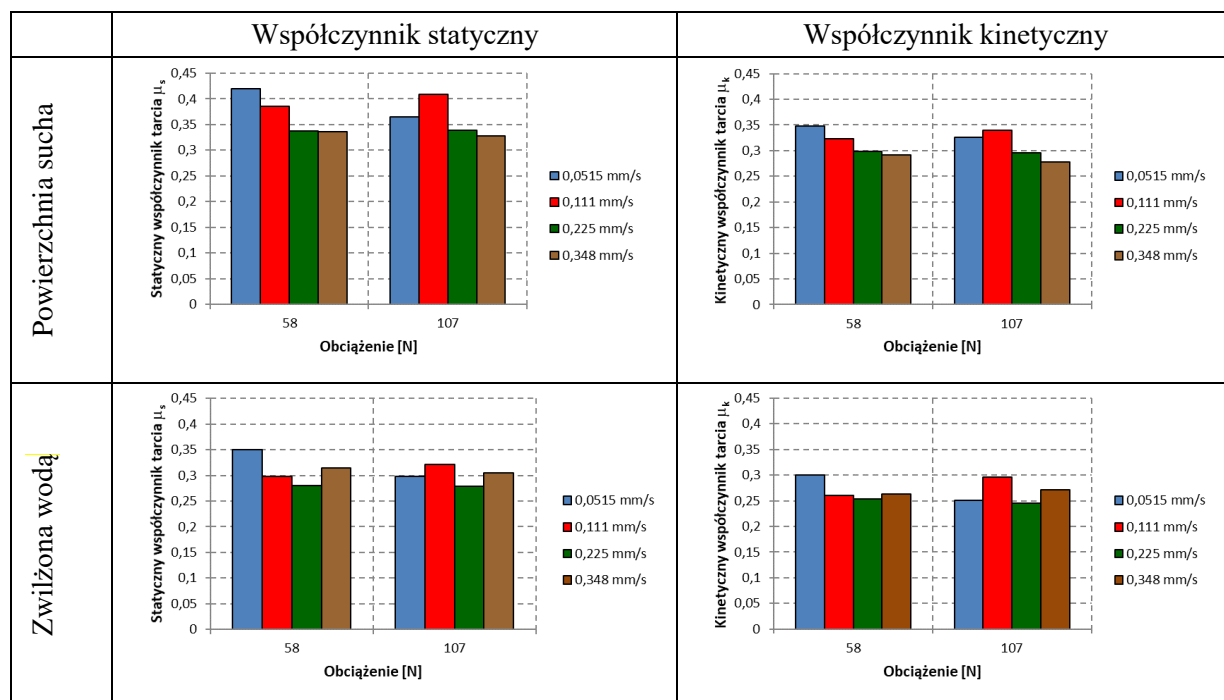 Współczynnik statyczny
Współczynnik kinetyczny
Powierzchnia sucha
Statyczny współczynnik tarcia μs
0,45
0,4
0,35
0,3
0,25
0,2
0,15
0,1
0,05
0
58
107
Obciążenie [N]
0,0515 mm/s
0,111 mm/s
0,225 mm/s
0,348 mm/s
Kinetyczny współczynnik tarcia μk
0,45
0,4
0,35
0,3
0,25
0,2
0,15
0,1
0,05
0
58
107
Obciążenie [N]
0,0515 mm/s
0,111 mm/s
0,225 mm/s
0,348 mm/s
Zwilżona wodą
Statyczny współczynnik tarcia μs
0,45
0,4
0,35
0,3
0,25
0,2
0,15
0,1
0,05
0
58
107
Obciążenie [N]
0,0515 mm/s
0,111 mm/s
0,225 mm/s
0,348 mm/s
Kinetyczny współczynnik tarcia μk
0,45
0,4
0,35
0,3
0,25
0,2
0,15
0,1
0,05
0
58
107
Obciążenie [N]
0,0515 mm/s
0,111 mm/s
0,225 mm/s
0,348 mm/s